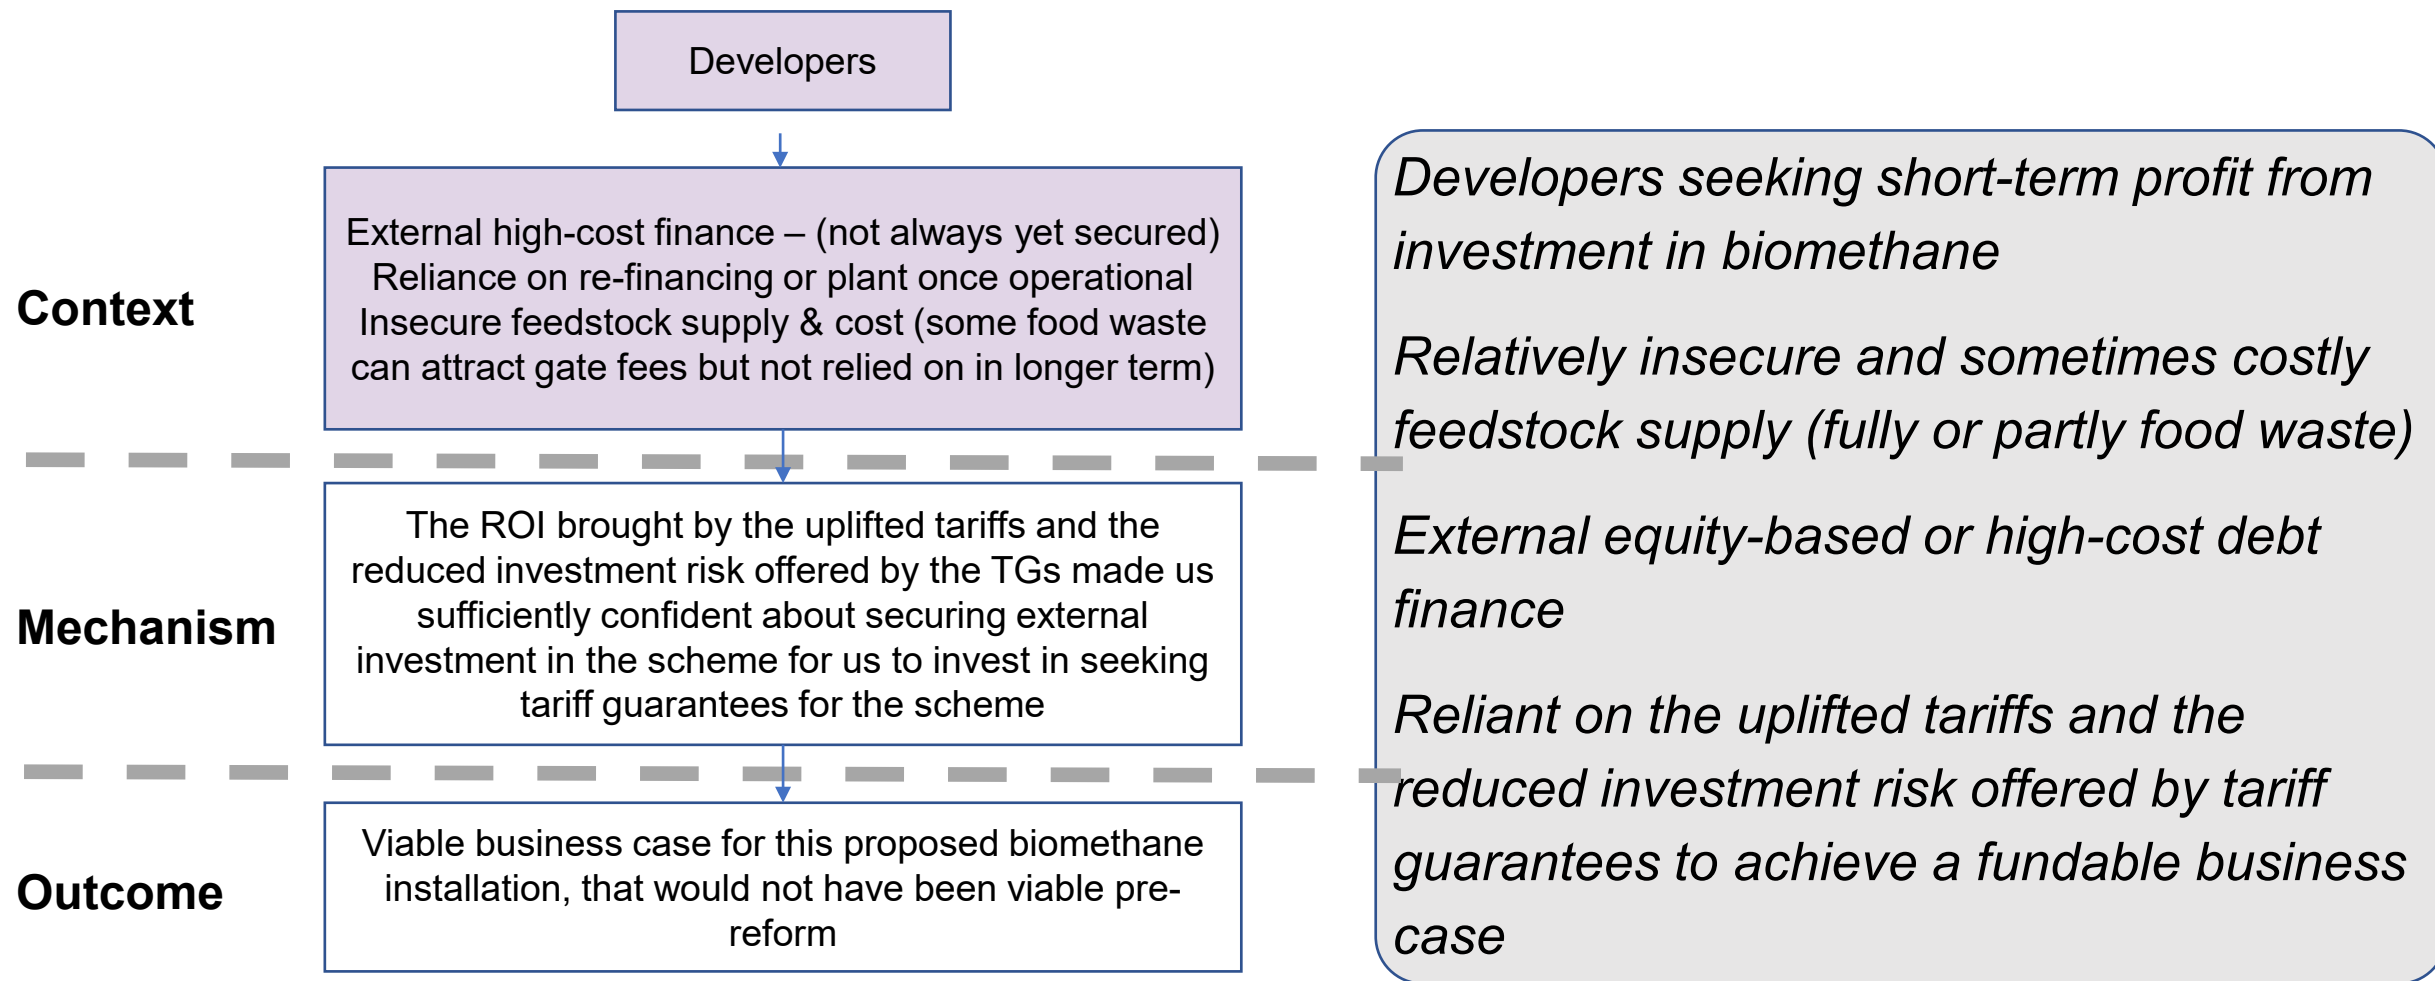 Developers
Context
External high-cost finance – (not always yet secured)
Reliance on re-financing or plant once operational
Insecure feedstock supply & cost (some food waste
can attract gate fees but not relied on in longer term)
Mechanism
The ROI brought by the uplifted tariffs and the
reduced investment risk offered by the TGs made us
sufficiently confident about securing external
investment in the scheme for us to invest in seeking
tariff guarantees for the scheme
Outcome
Viable business case for this proposed biomethane
installation, that would not have been viable pre-
reform
Developers seeking short-term profit from
investment in biomethane
Relatively insecure and sometimes costly
feedstock supply (fully or partly food waste)
External equity-based or high-cost debt
finance
Reliant on the uplifted tariffs and the
reduced investment risk offered by tariff
guarantees to achieve a fundable business
case